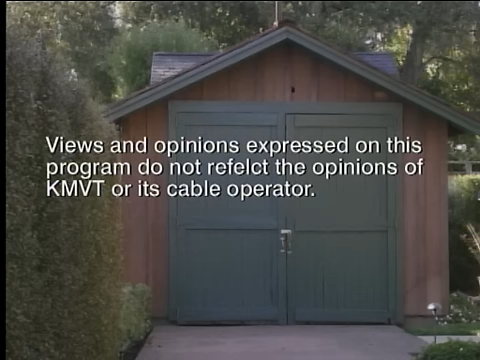 Views and opinions expressed on this
program do not refelct the opinions of
KMVT or its cable operator.